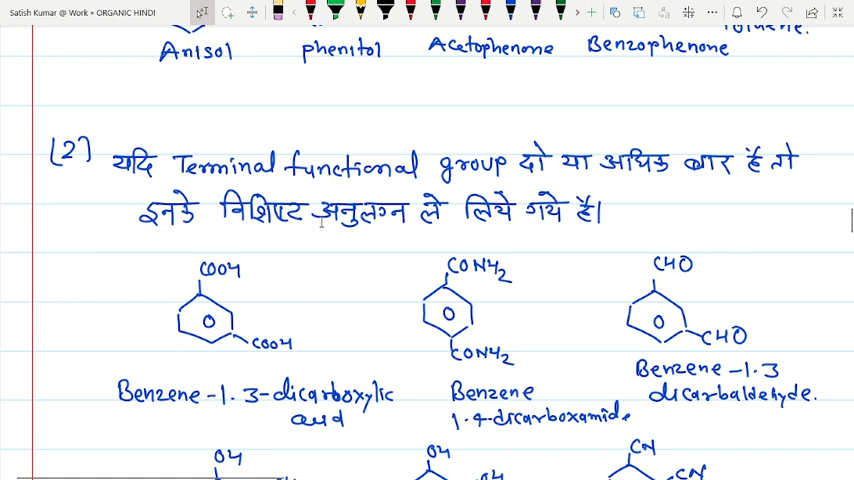 Satish Kumar @ Work » ORGANIC HINDI
Toluene.
Anisol phenitol Acetophenone Benzophenone
(2) यदि Terminal functional group दो या अधिक बार है तो
इनके विशिष्ट अनुलग्न ले लिये गये है।
COOH CONH2 CHO
COOH CONH2 CHO
Benzene-1.3-dicarboxylic acid
Benzene 1.4-dicarboxamide
Benzene-1.3 dicarbaldehyde.
OH OH CN
OH CN